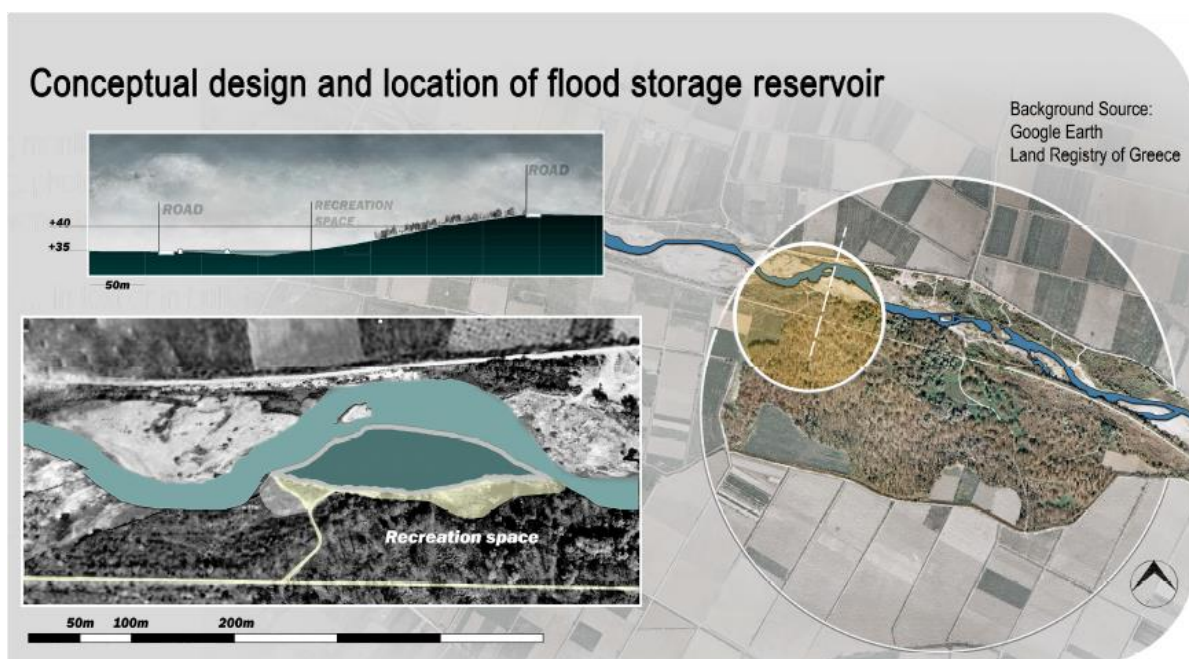 Conceptual design and location of flood storage reservoir
Background Source:
Google Earth
Land Registry of Greece
ROAD
ROAD
RECREATION
SPACE
+40
+35
50m
Recreation space
50m 100m 200m